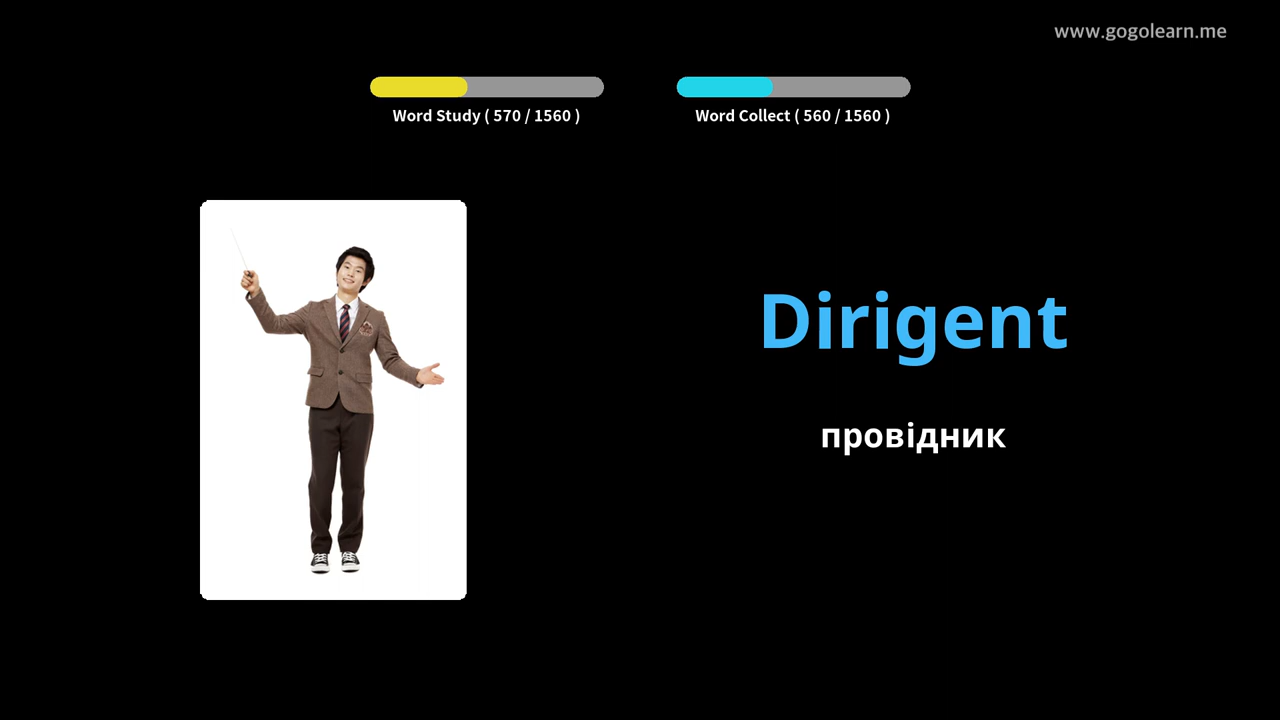 www.gogolearn.me
Word Study ( 570 / 1560 )
Word Collect ( 560 / 1560 )
Dirigent
провідник